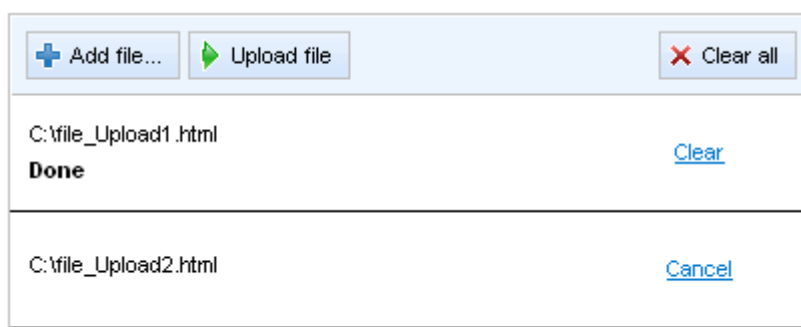 Add file... Upload file Clear all
C:\file_Upload1.html
Done
Clear
C:\file_Upload2.html
Cancel